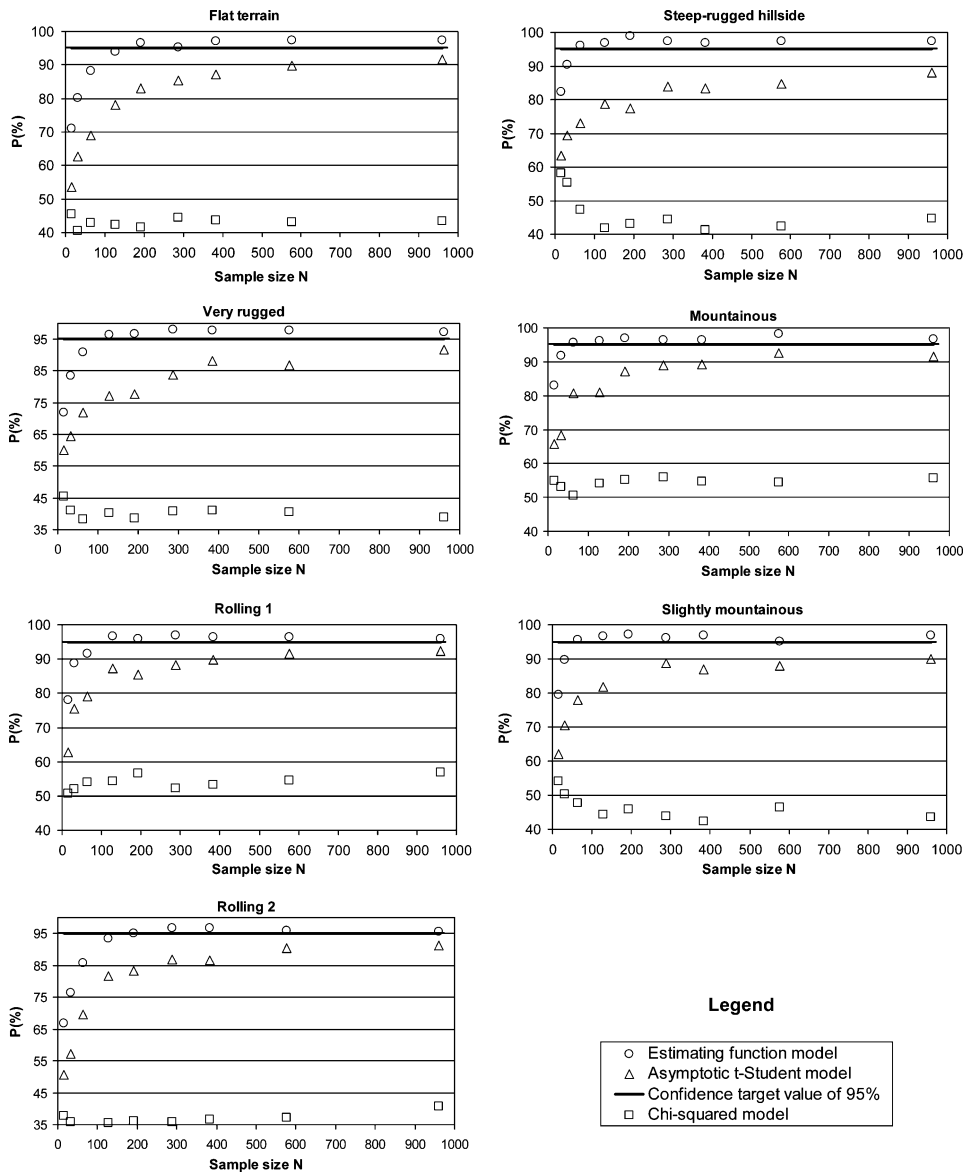 Flat terrain
P(%)
100
90
80
70
60
50
40
0 100 200 300 400 500 600 700 800 900 1000
Sample size N
Steep-rugged hillside
P(%)
100
90
80
70
60
50
40
0 100 200 300 400 500 600 700 800 900 1000
Sample size N
Very rugged
P(%)
95
85
75
65
55
45
35
0 100 200 300 400 500 600 700 800 900 1000
Sample size N
Mountainous
P(%)
100
90
80
70
60
50
40
0 100 200 300 400 500 600 700 800 900 1000
Sample size N
Rolling 1
P(%)
100
90
80
70
60
50
40
0 100 200 300 400 500 600 700 800 900 1000
Sample size N
Slightly mountainous
P(%)
100
90
80
70
60
50
40
0 100 200 300 400 500 600 700 800 900 1000
Sample size N
Rolling 2
P(%)
95
85
75
65
55
45
35
0 100 200 300 400 500 600 700 800 900 1000
Sample size N
Legend
Estimating function model
Asymptotic t-Student model
Confidence target value of 95%
Chi-squared model